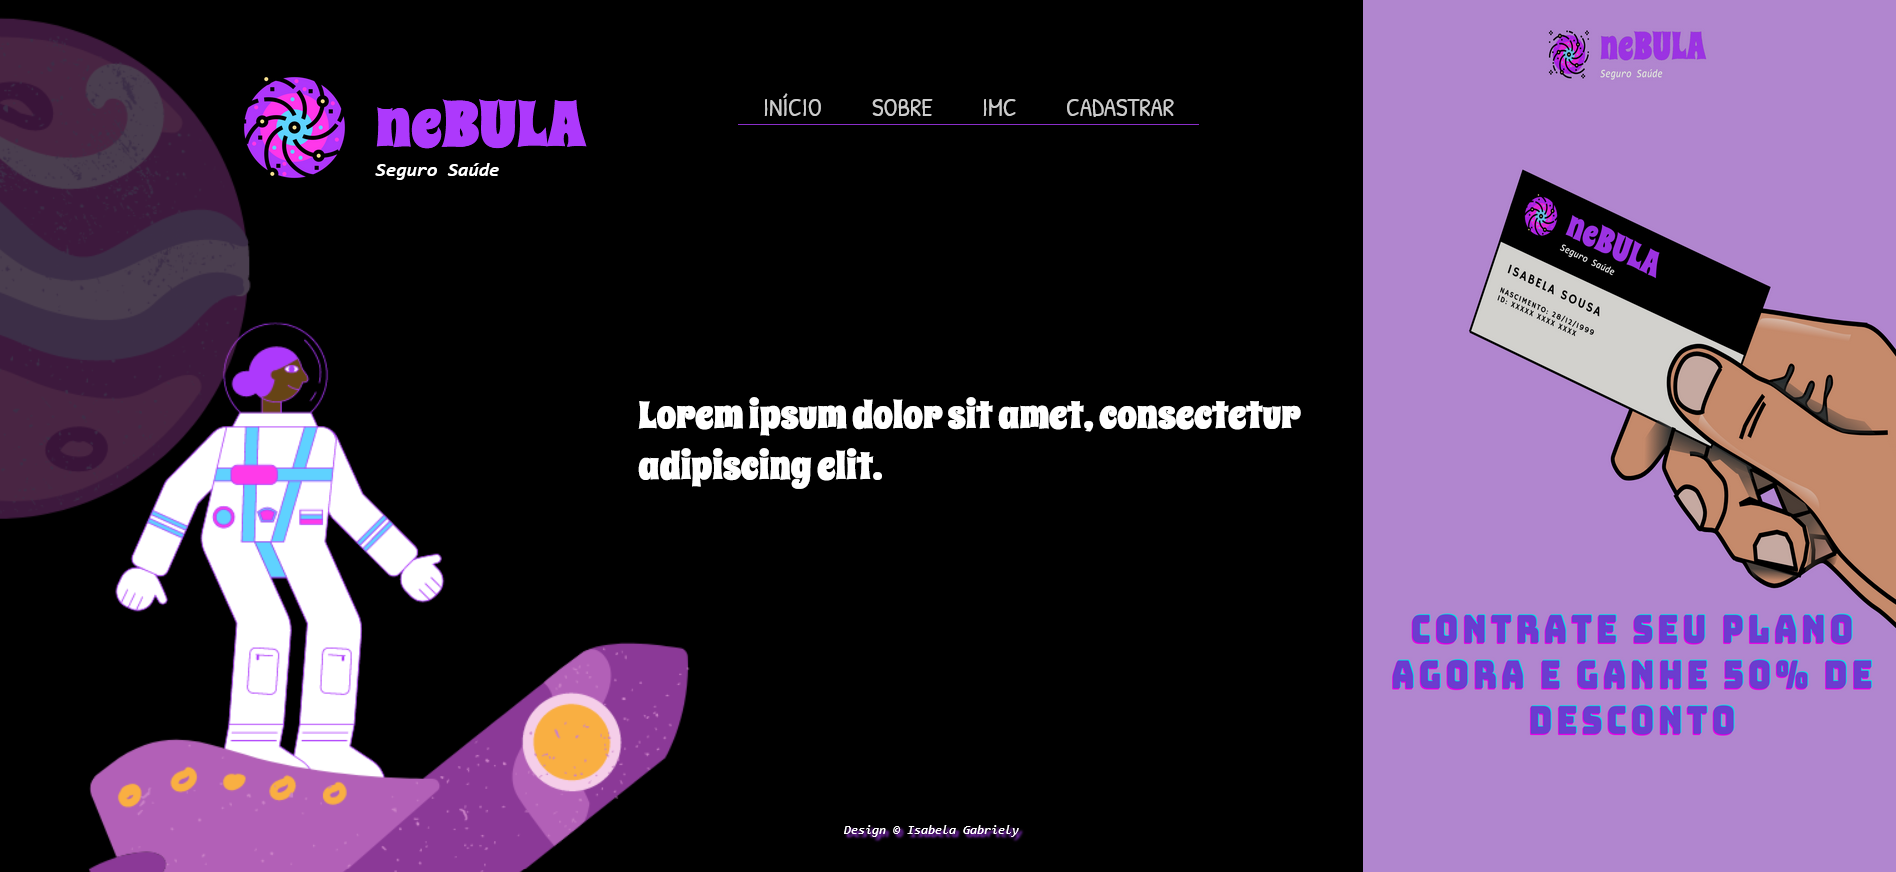 neBULA
Seguro Saúde
INÍCIO SOBRE IMC CADASTRAR
Lorem ipsum dolor sit amet, consectetur
adipiscing elit.
Design © Isabela Gabriely
neBULA
Seguro Saúde
neBULA
Seguro Saúde
ISABELA SOUSA
NASCIMENTO: 28/12/1999
ID: XXXXX XXXX XXXX
CONTRATE SEU PLANO
AGORA E GANHE 50% DE
DESCONTO